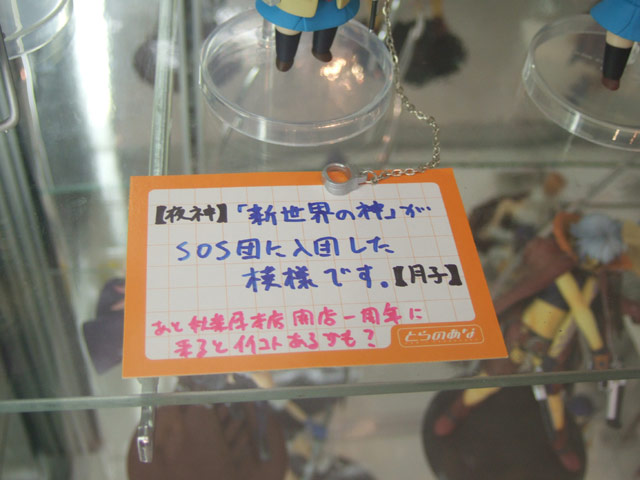 【夜神】「新世界の神」が
SOS団に入団した
模様です。【月子】
あと秋葉原本店開店一周年に
来るとイイコトあるかも？
とらのあな